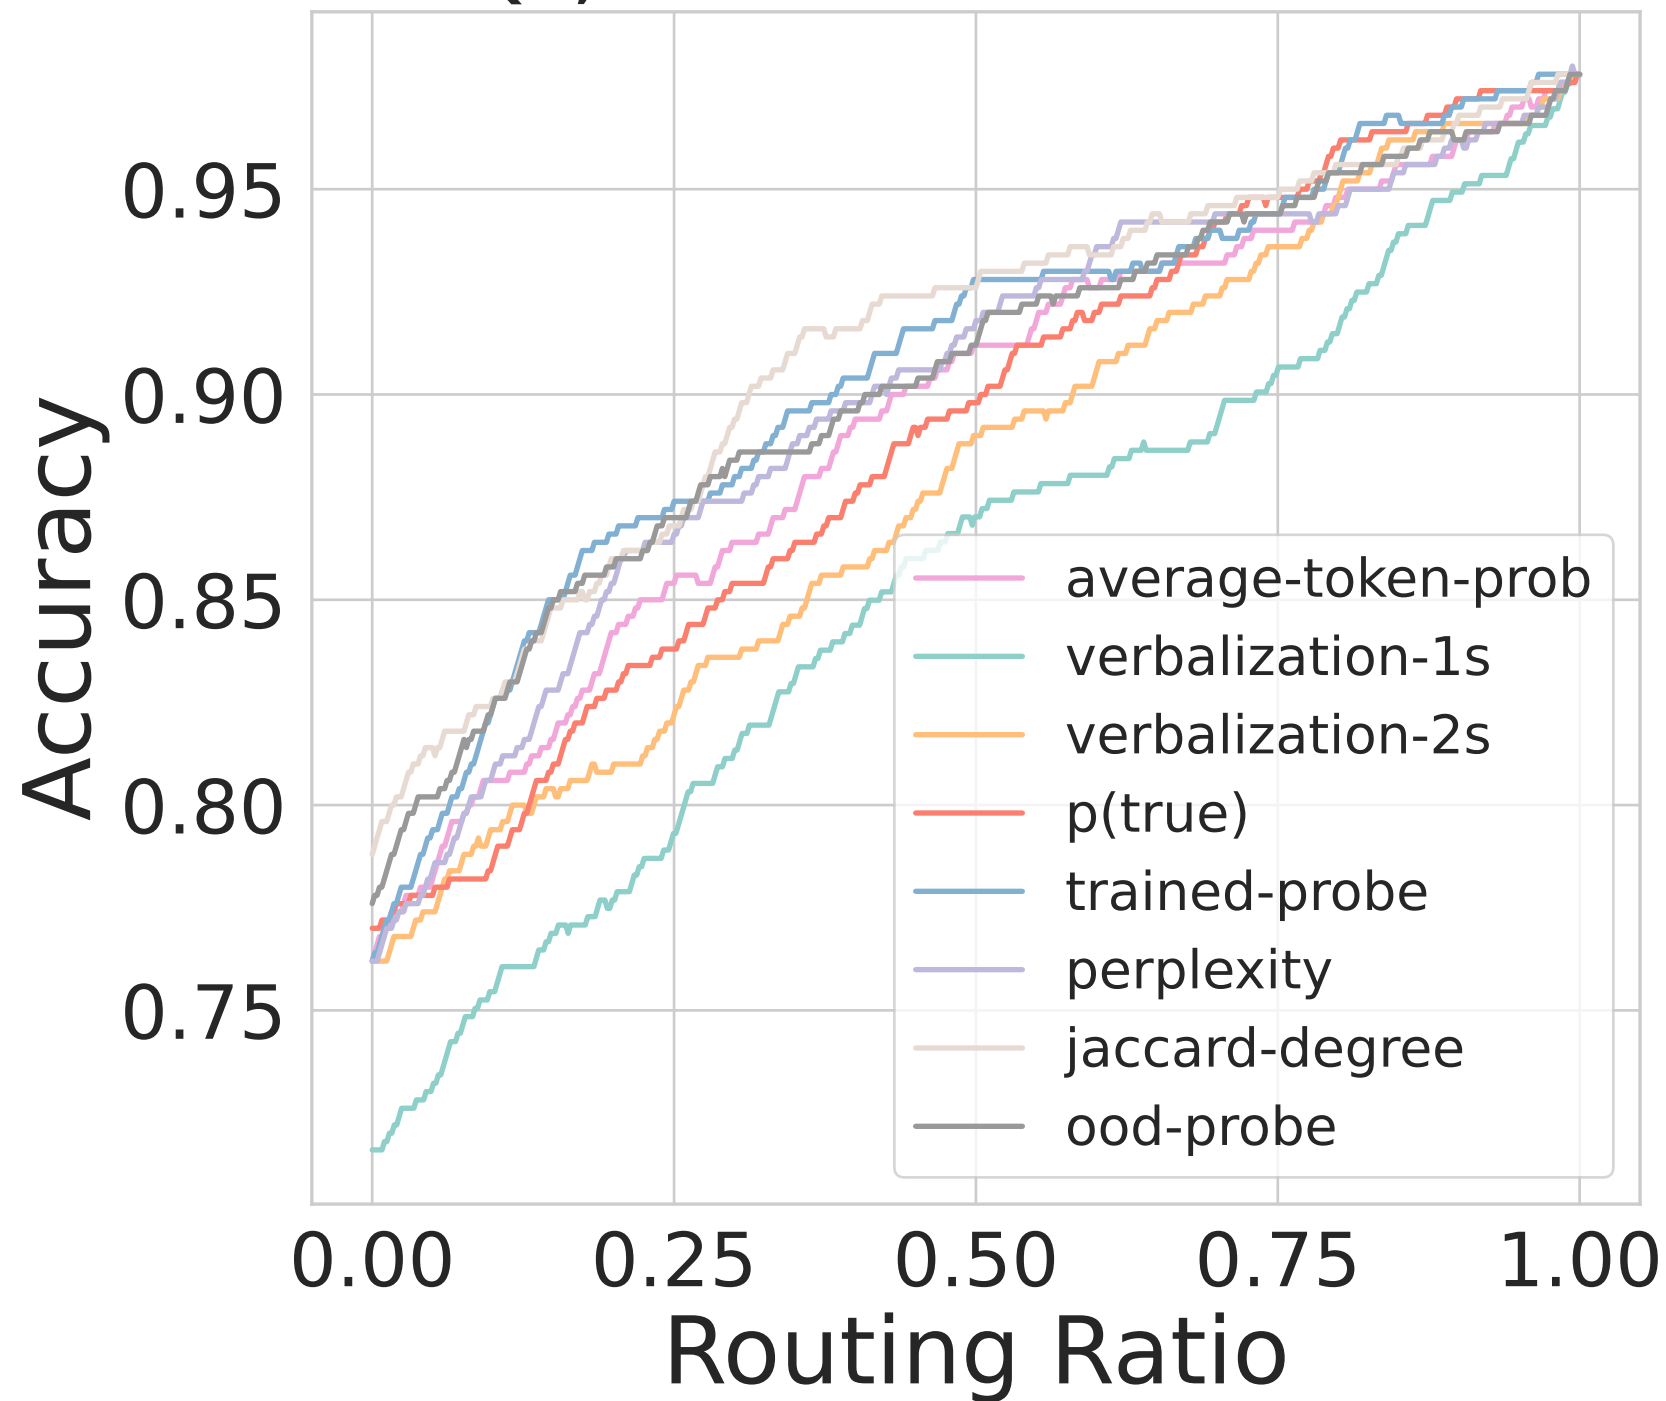 Accuracy
0.95
0.90
0.85
0.80
0.75
average-token-prob
verbalization-1s
verbalization-2s
p(true)
trained-probe
perplexity
jaccard-degree
ood-probe
0.00 0.25 0.50 0.75 1.00
Routing Ratio